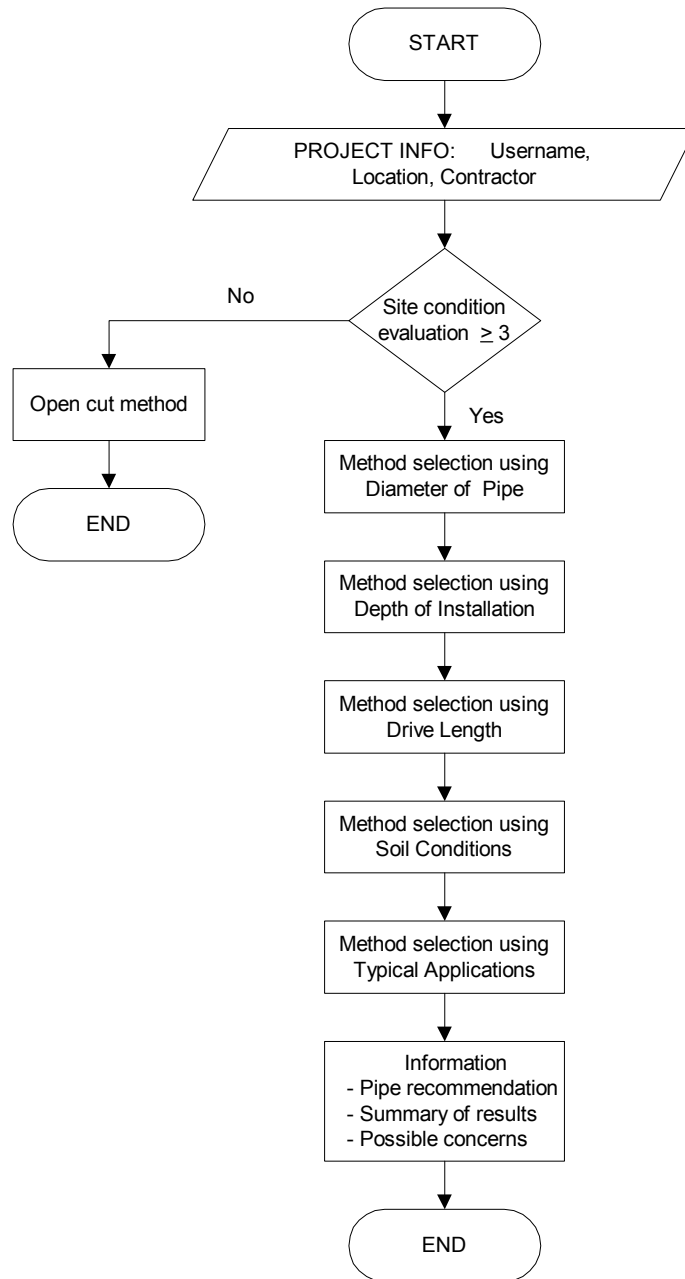 START
PROJECT INFO: Username,
Location, Contractor
Site condition
evaluation ≥ 3
No
Yes
Open cut method
END
Method selection using
Diameter of Pipe
Method selection using
Depth of Installation
Method selection using
Drive Length
Method selection using
Soil Conditions
Method selection using
Typical Applications
Information
- Pipe recommendation
- Summary of results
- Possible concerns
END